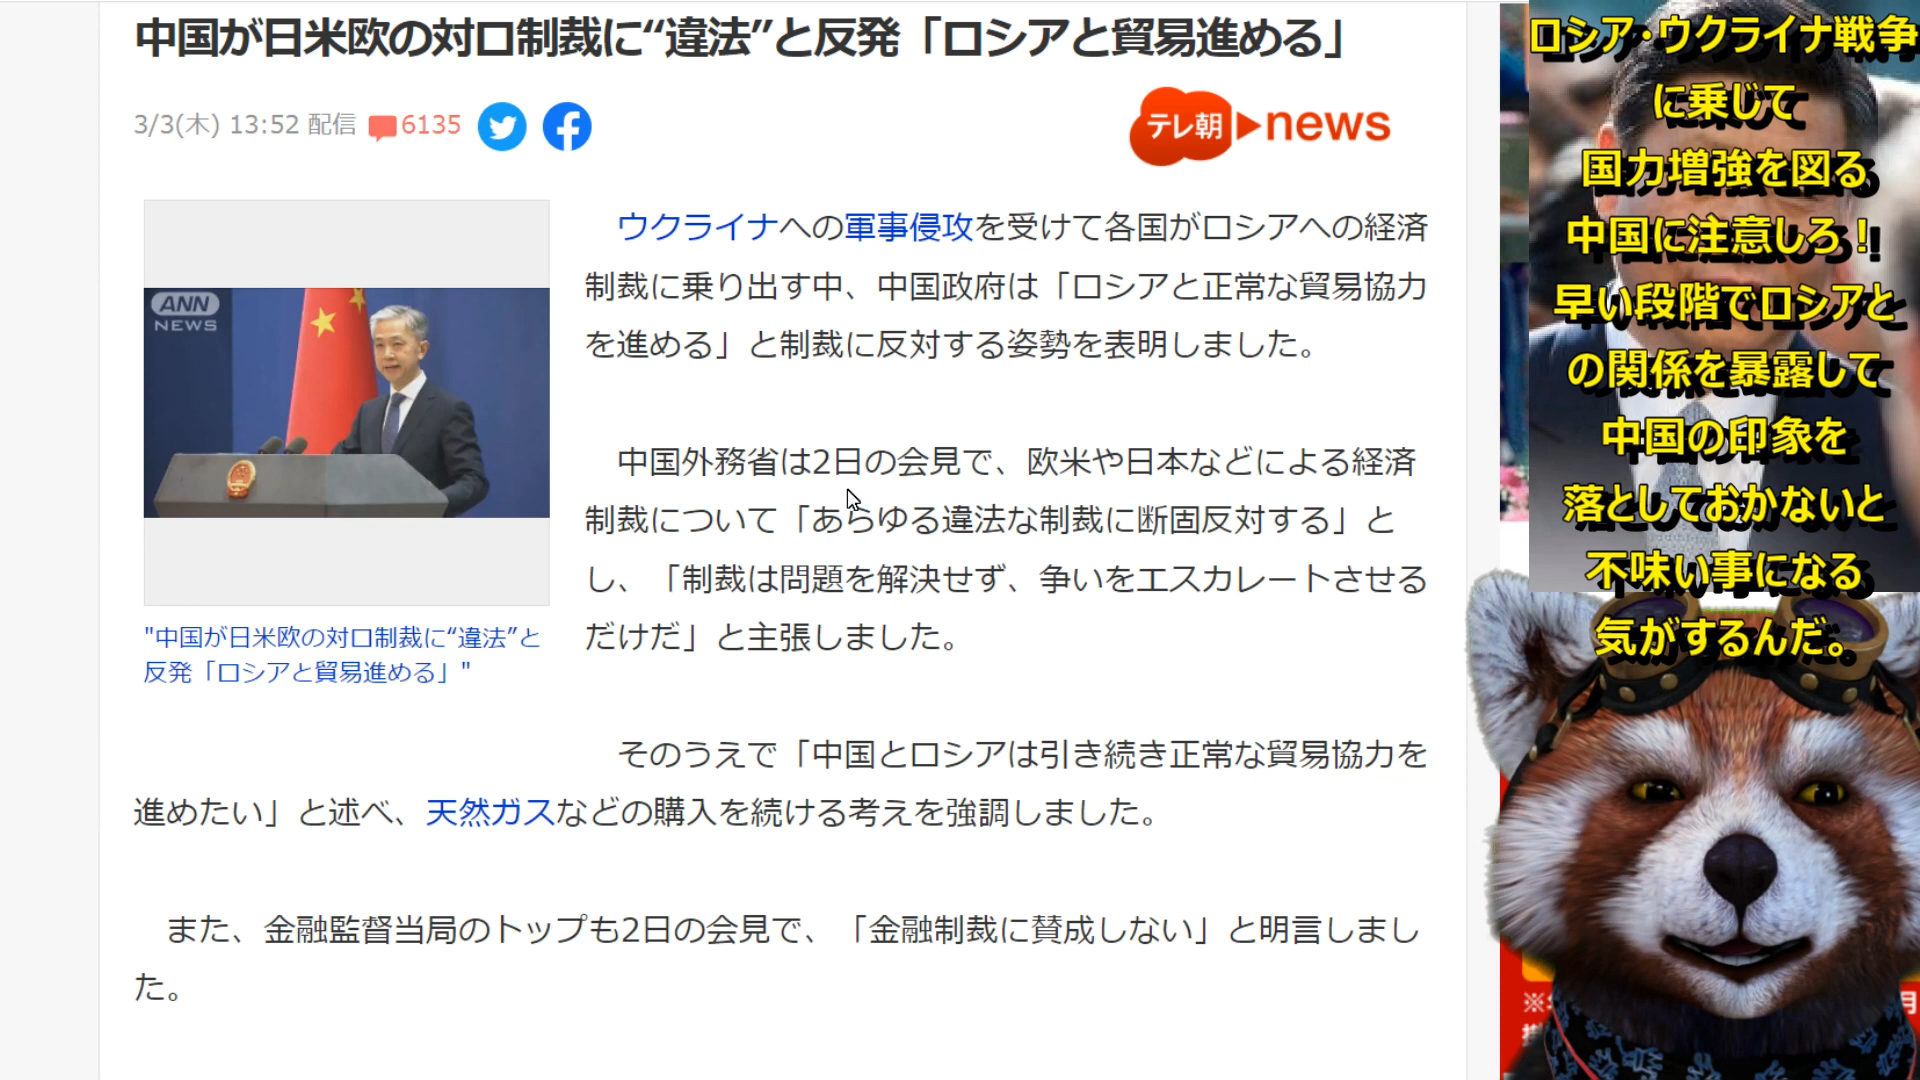 中国が日米欧の対ロ制裁に“違法”と反発「ロシアと貿易進める」
3/3(木) 13:52 配信 6135
テレ朝 news
ANN
NEWS
"中国が日米欧の対ロ制裁に“違法”と
反発「ロシアと貿易進める」"
ウクライナへの軍事侵攻を受けて各国がロシアへの経済
制裁に乗り出す中、中国政府は「ロシアと正常な貿易協力
を進める」と制裁に反対する姿勢を表明しました。
中国外務省は2日の会見で、欧米や日本などによる経済
制裁について「あらゆる違法な制裁に断固反対する」と
し、「制裁は問題を解決せず、争いをエスカレートさせる
だけだ」と主張しました。
そのうえで「中国とロシアは引き続き正常な貿易協力を
進めたい」と述べ、天然ガスなどの購入を続ける考えを強調しました。
また、金融監督当局のトップも2日の会見で、「金融制裁に賛成しない」と明言しまし
た。
ロシア・ウクライナ戦争
に乗じて
国力増強を図る
中国に注意しろ！
早い段階でロシアと
の関係を暴露して
中国の印象を
落としておかないと
不味い事になる
気がするんだ。